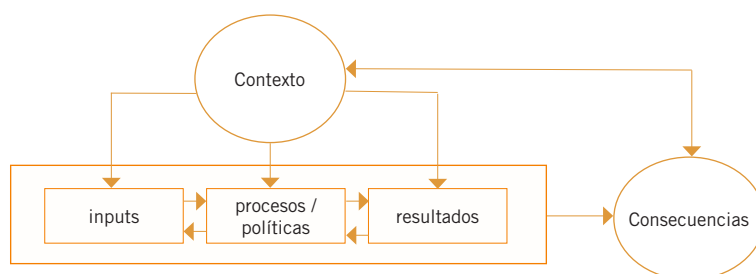 Contexto
inputs
procesos /
políticas
resultados
Consecuencias